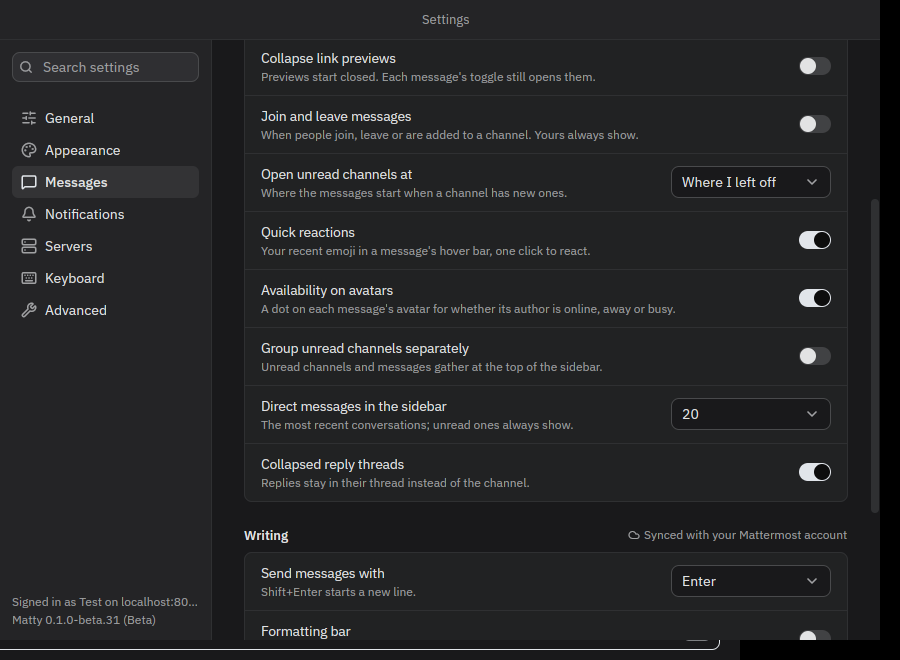 Settings
Search settings
General
Appearance
Messages
Notifications
Servers
Keyboard
Advanced
Signed in as Test on localhost:80...
Matty 0.1.0-beta.31 (Beta)
Collapse link previews
Previews start closed. Each message's toggle still opens them.
Join and leave messages
When people join, leave or are added to a channel. Yours always show.
Open unread channels at
Where the messages start when a channel has new ones.
Where I left off
Quick reactions
Your recent emoji in a message's hover bar, one click to react.
Availability on avatars
A dot on each message's avatar for whether its author is online, away or busy.
Group unread channels separately
Unread channels and messages gather at the top of the sidebar.
Direct messages in the sidebar
The most recent conversations; unread ones always show.
20
Collapsed reply threads
Replies stay in their thread instead of the channel.
Writing
Synced with your Mattermost account
Send messages with
Shift+Enter starts a new line.
Enter
Formatting bar